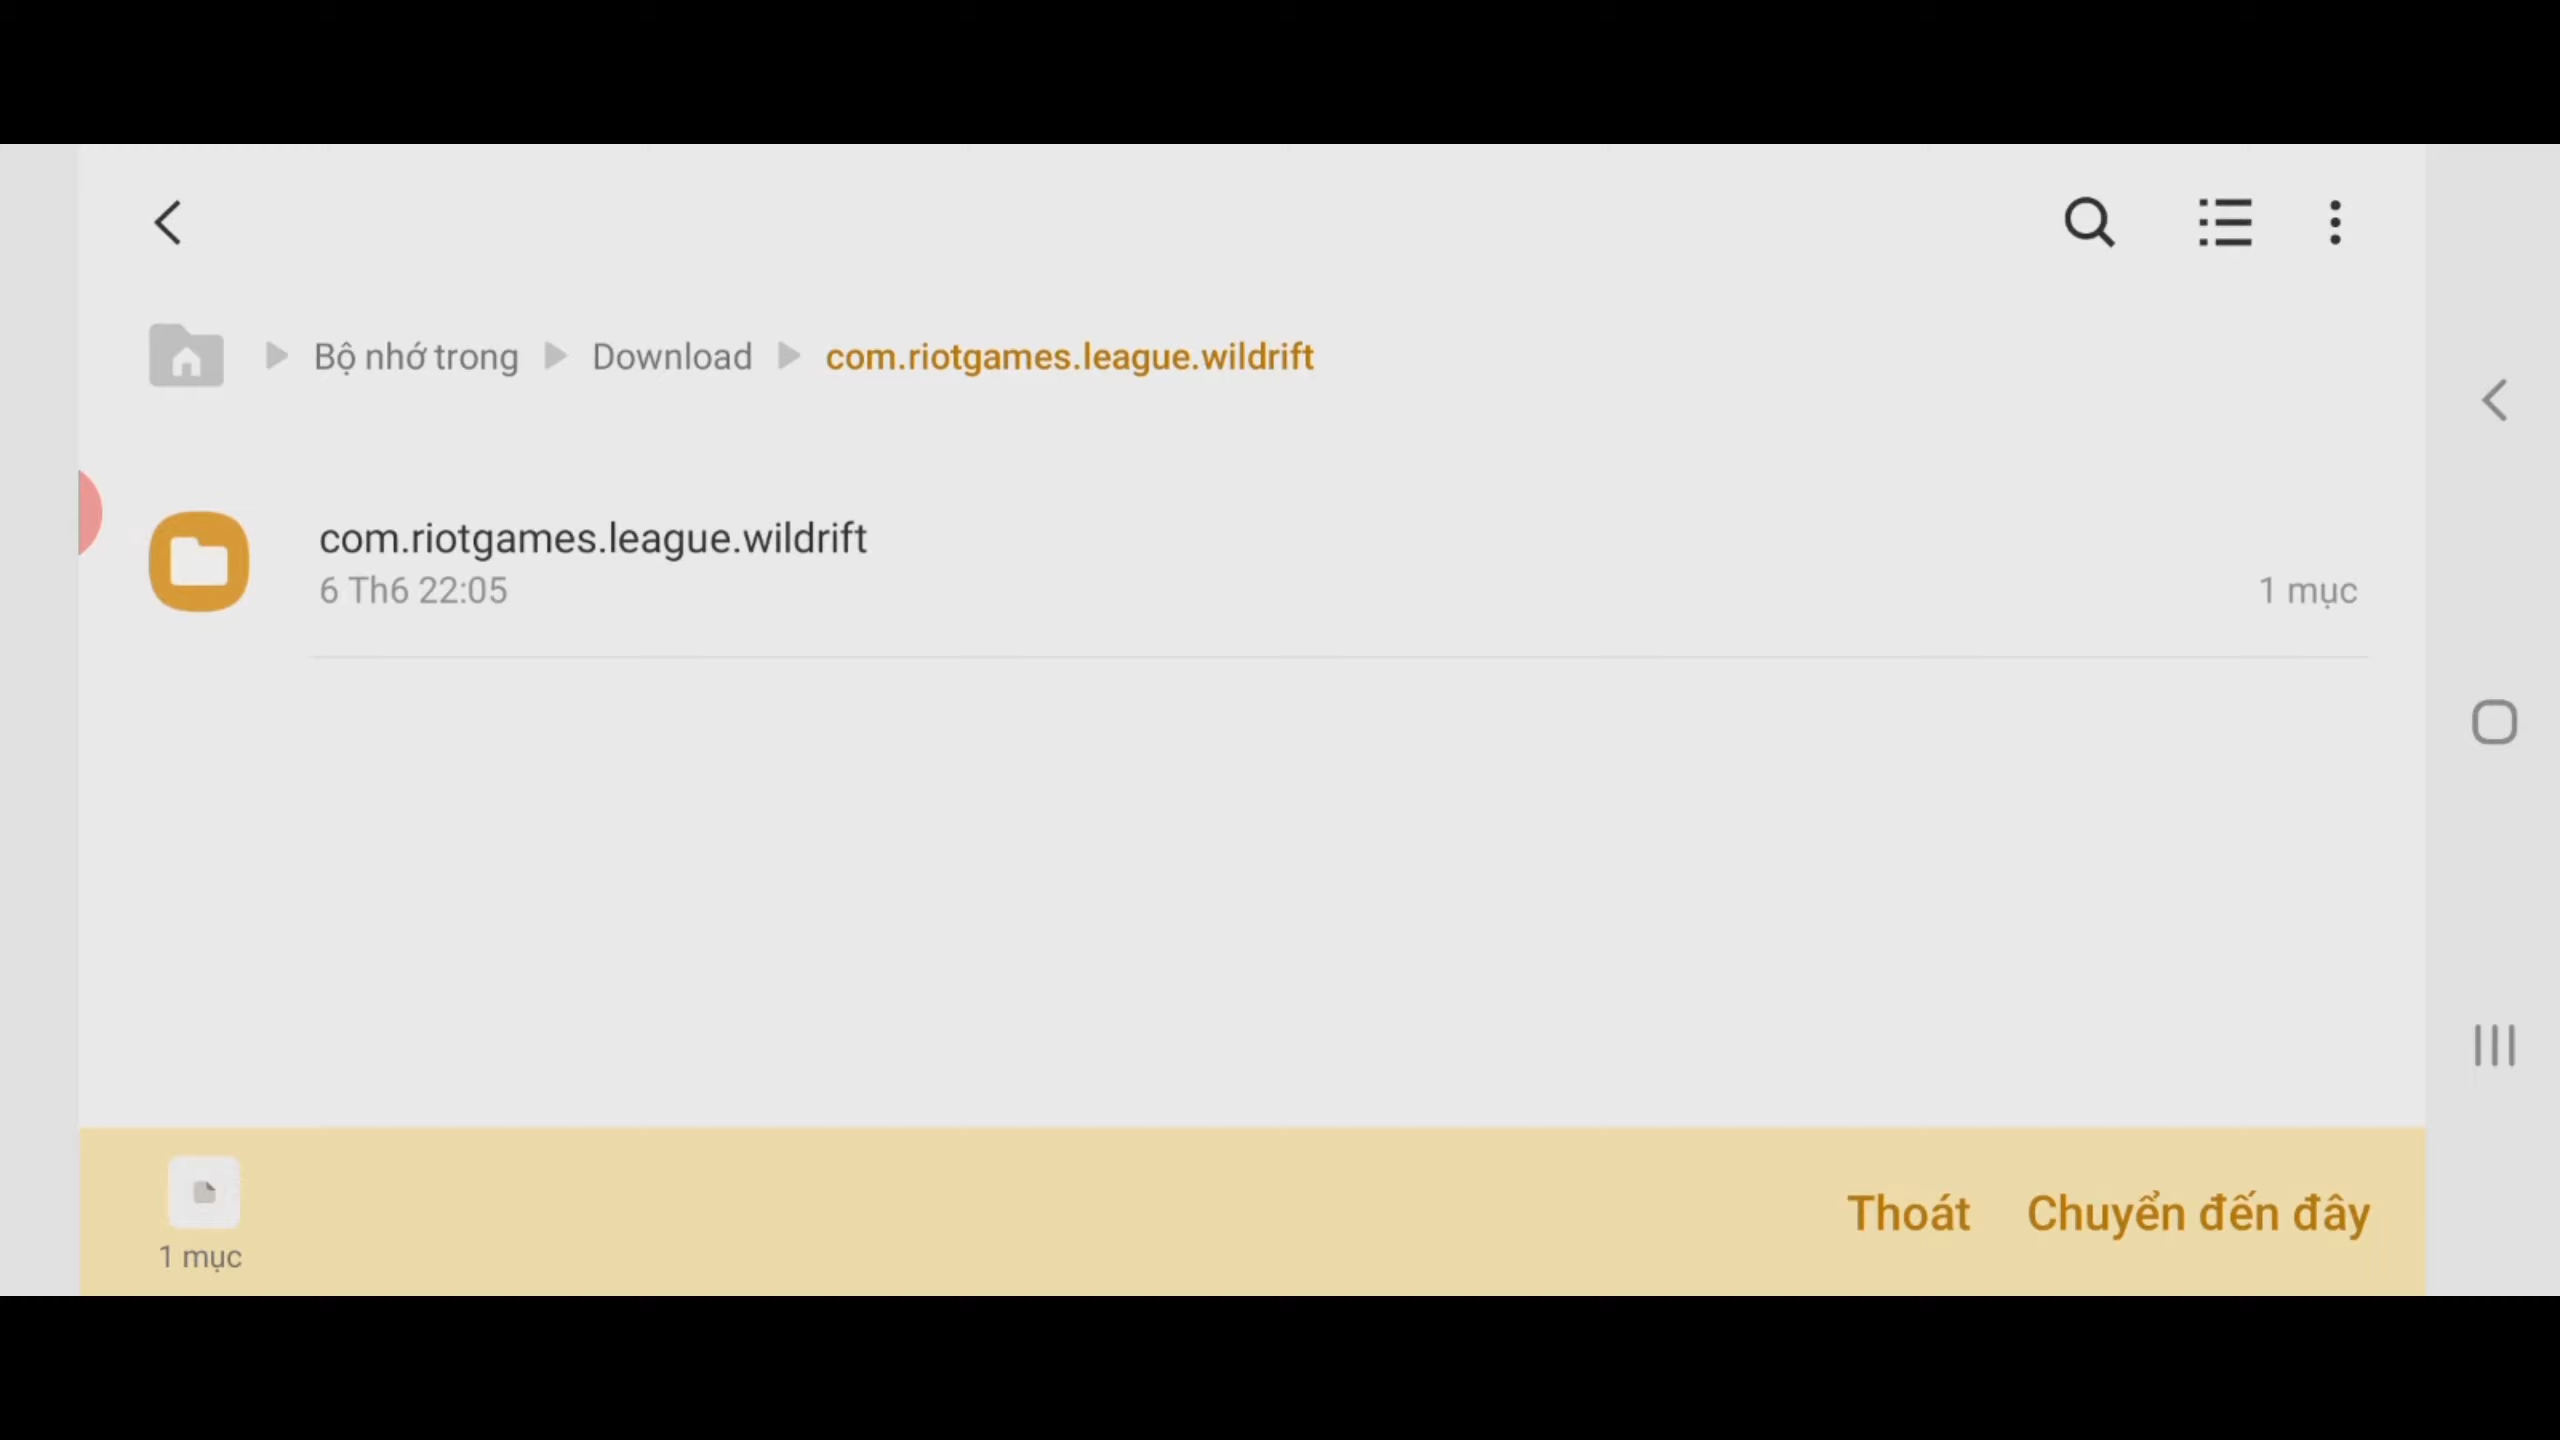 Bộ nhớ trong Download com.riotgames.league.wildrift
com.riotgames.league.wildrift
6 Th6 22:05
1 mục
1 mục
Thoát Chuyển đến đây